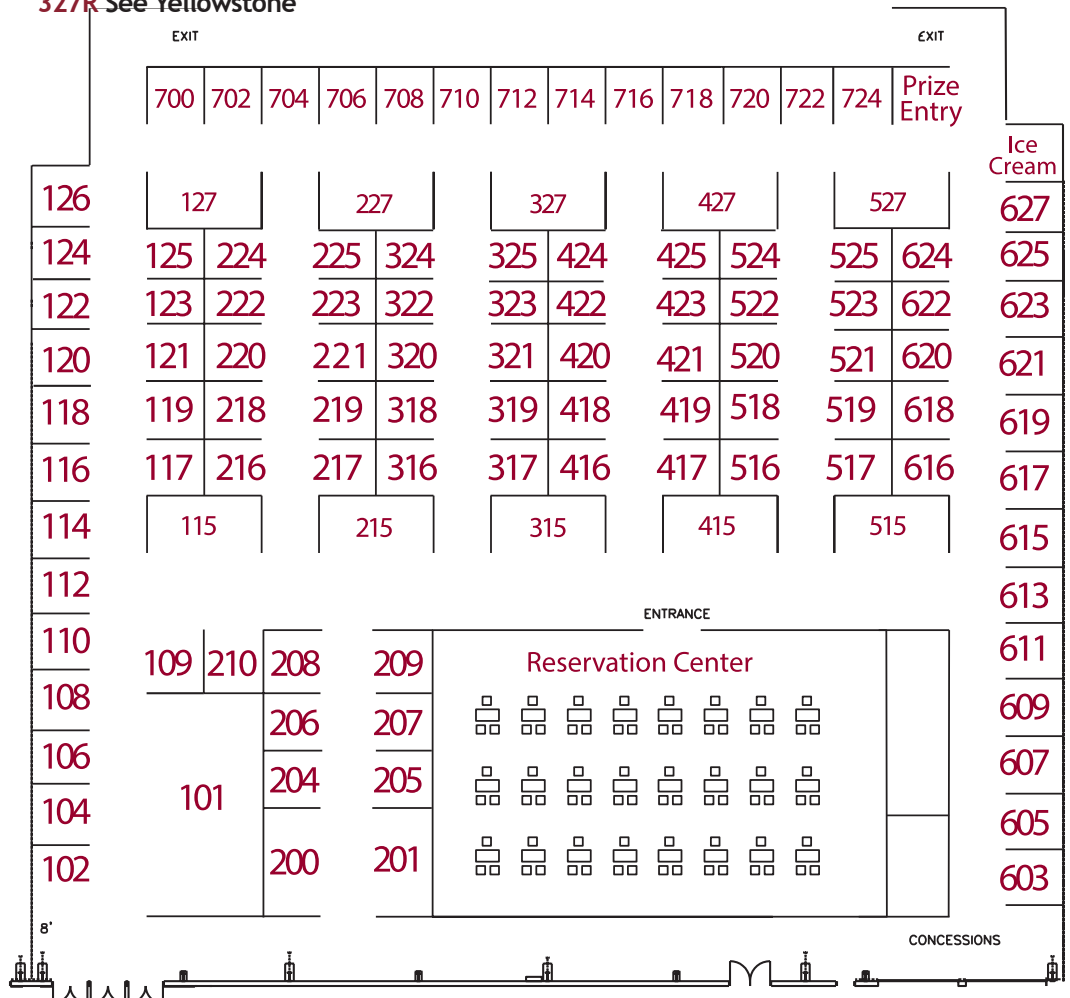 327R See Yellowstone
EXIT EXIT
700 702 704 706 708 710 712 714 716 718 720 722 724 Prize
Entry
Ice
Cream
126 127 227 327 427 527 627
124 125 224 225 324 325 424 425 524 525 624 625
122 123 222 223 322 323 422 423 522 523 622 623
120 121 220 221 320 321 420 421 520 521 620 621
118 119 218 219 318 319 418 419 518 519 618 619
116 117 216 217 316 317 416 417 516 517 616 617
114 115 215 315 415 515 615
112 613
ENTRANCE
110 109 210 208 209 Reservation Center 611
108 206 207 609
106 204 205 607
104 101 605
102 200 201 603
8'
CONCESSIONS